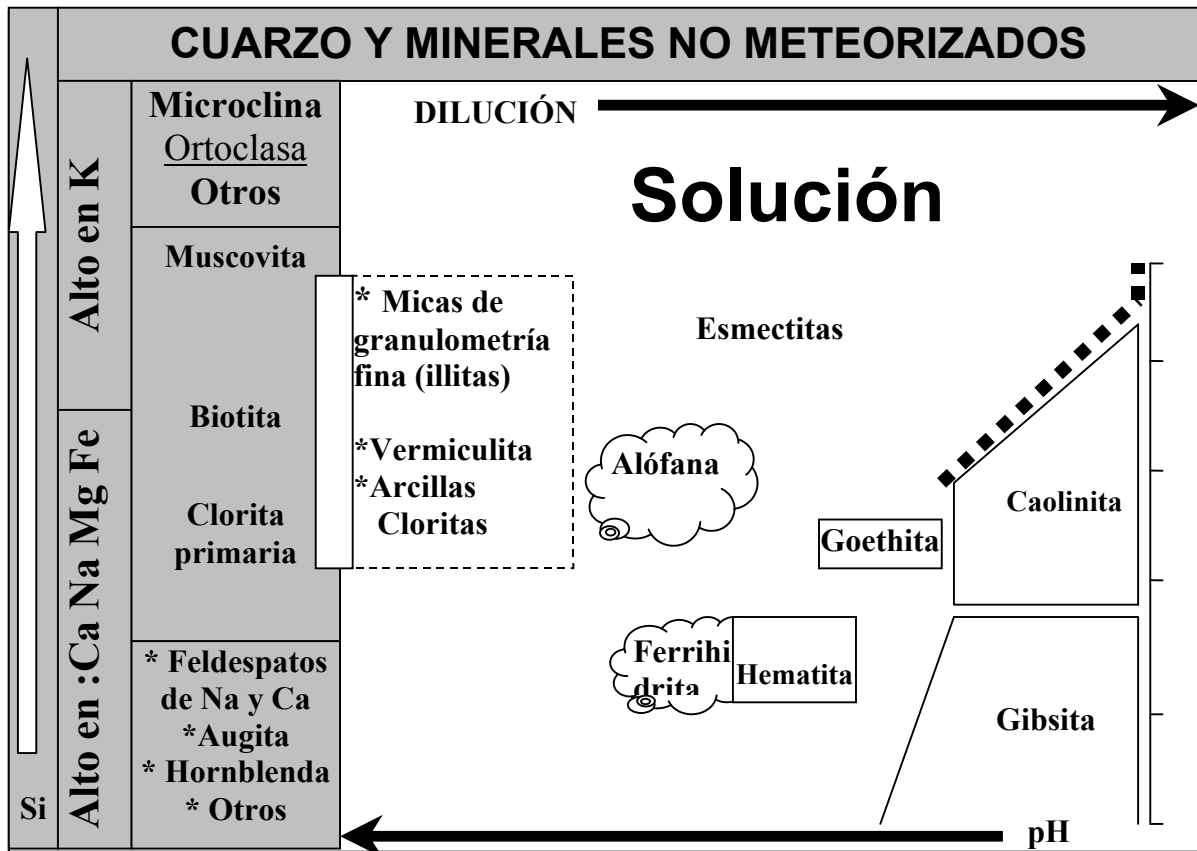 CUARZO Y MINERALES NO METEORIZADOS
Si
Alto en K
Alto en :Ca Na Mg Fe
Microclina
Ortoclasa
Otros
Muscovita
Biotita
Clorita
primaria
* Feldespatos
de Na y Ca
*Augita
* Hornblenda
* Otros
DILUCIÓN
Solución
* Micas de
granulometría
fina (illitas)
*Vermiculita
*Arcillas
Cloritas
Esmectitas
Alófana
Goethita
Caolinita
Ferrihi
drita
Hematita
Gibsita
pH